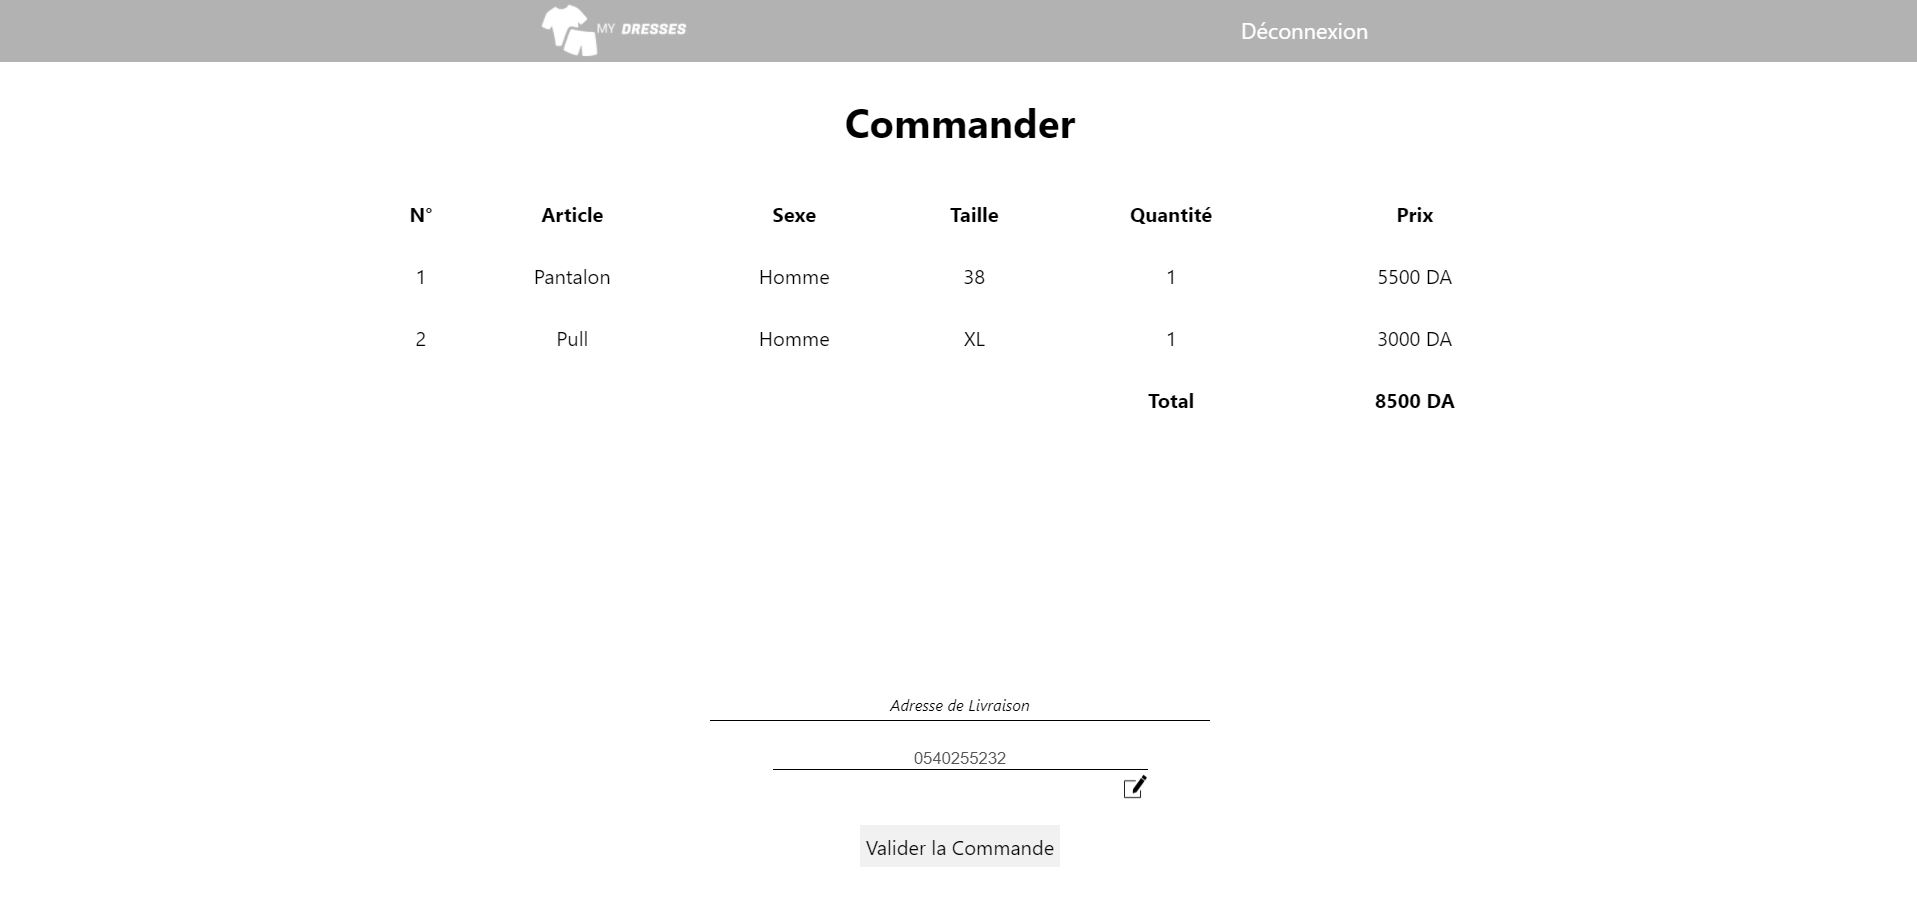 MY DRESSES
Déconnexion
Commander
N° Article Sexe Taille Quantité Prix
1 Pantalon Homme 38 1 5500 DA
2 Pull Homme XL 1 3000 DA
Total 8500 DA
Adresse de Livraison
0540255232
Valider la Commande